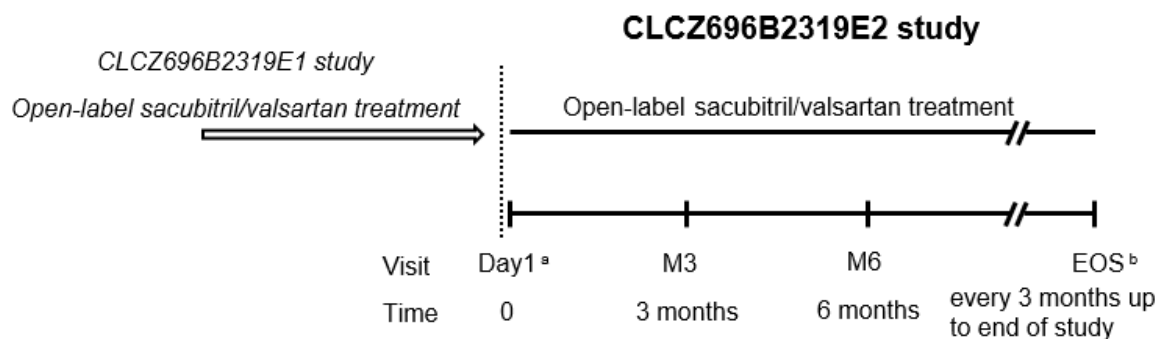 CLCZ696B2319E2 study
CLCZ696B2319E1 study
Open-label sacubitril/valsartan treatment
Open-label sacubitril/valsartan treatment
Visit Day1 a M3 M6 EOS b
Time 0 3 months 6 months every 3 months up
to end of study